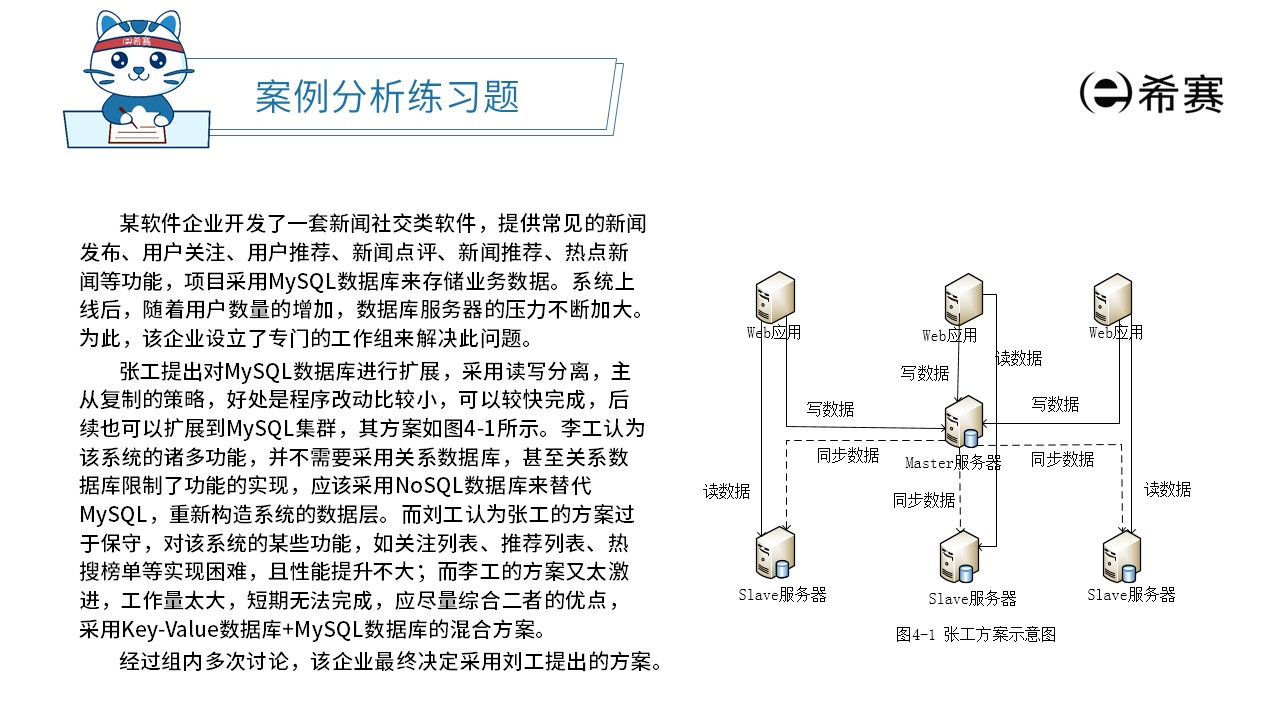 希赛
案例分析练习题
希赛
某软件企业开发了一套新闻社交类软件，提供常见的新闻
发布、用户关注、用户推荐、新闻点评、新闻推荐、热点新
闻等功能，项目采用MySQL数据库来存储业务数据。系统上
线后，随着用户数量的增加，数据库服务器的压力不断加大。
为此，该企业设立了专门的工作组来解决此问题。
张工提出对MySQL数据库进行扩展，采用读写分离，主
从复制的策略，好处是程序改动比较小，可以较快完成，后
续也可以扩展到MySQL集群，其方案如图4-1所示。李工认为
该系统的诸多功能，并不需要采用关系数据库，甚至关系数
据库限制了功能的实现，应该采用NoSQL数据库来替代
MySQL，重新构造系统的数据层。而刘工认为张工的方案过
于保守，对该系统的某些功能，如关注列表、推荐列表、热
搜榜单等实现困难，且性能提升不大；而李工的方案又太激
进，工作量太大，短期无法完成，应尽量综合二者的优点，
采用Key-Value数据库+MySQL数据库的混合方案。
经过组内多次讨论，该企业最终决定采用刘工提出的方案。
Web应用
Web应用
Web应用
读数据
写数据
写数据
写数据
同步数据
Master服务器
同步数据
读数据
同步数据
读数据
Slave服务器
Slave服务器
Slave服务器
图4-1 张工方案示意图